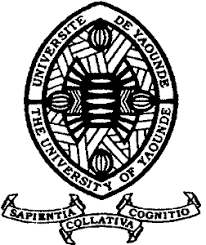 UNIVERSITE DE YAOUNDE
THE UNIVERSITY OF YAOUNDE
SAPIENTIA COLLATIVA COGNITIO